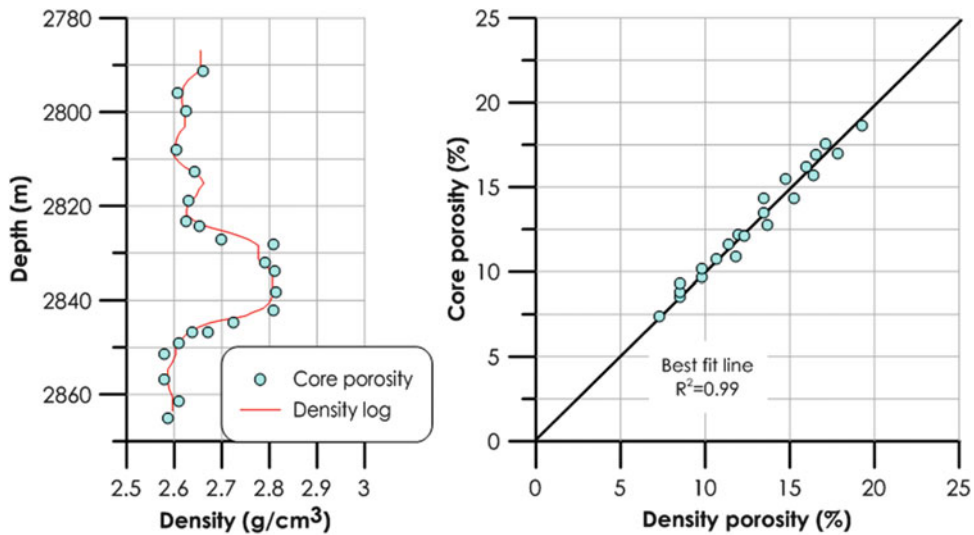 2780
2800
2820
2840
2860
Depth (m)
Core porosity
Density log
2.5 2.6 2.7 2.8 2.9 3
Density (g/cm³)
25
20
15
10
5
0
Core porosity (%)
Best fit line
R²=0.99
0 5 10 15 20 25
Density porosity (%)